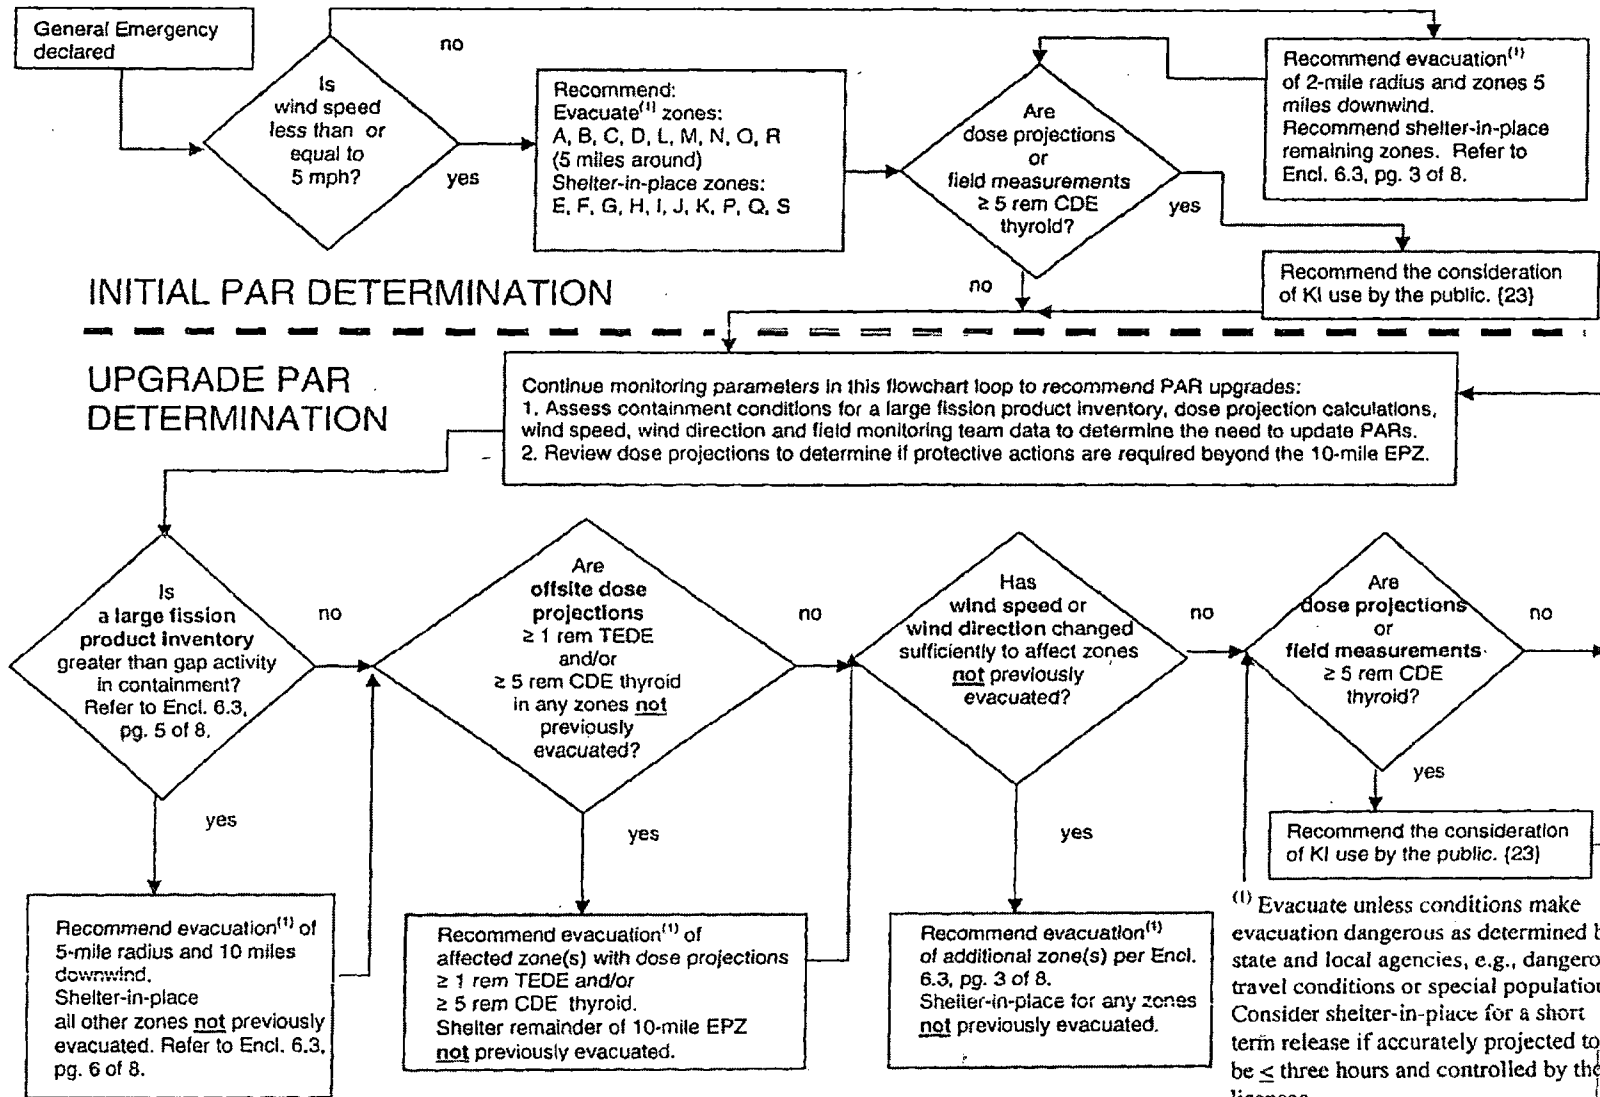 General Emergency
declared
no
Is
wind speed
less than or
equal to
5 mph?
yes
Recommend:
Evacuate(1) zones:
A, B, C, D, L, M, N, O, R
(5 miles around)
Shelter-in-place zones:
E, F, G, H, I, J, K, P, Q, S
Are
dose projections
or
field measurements
≥ 5 rem CDE
thyroid?
yes
no
Recommend evacuation(1)
of 2-mile radius and zones 5
miles downwind.
Recommend shelter-in-place
remaining zones. Refer to
Encl. 6.3, pg. 3 of 8.
Recommend the consideration
of KI use by the public. {23}
INITIAL PAR DETERMINATION
UPGRADE PAR
DETERMINATION
Continue monitoring parameters in this flowchart loop to recommend PAR upgrades:
1. Assess containment conditions for a large fission product inventory, dose projection calculations,
wind speed, wind direction and field monitoring team data to determine the need to update PARs.
2. Review dose projections to determine if protective actions are required beyond the 10-mile EPZ.
Is
a large fission
product inventory
greater than gap activity
in containment?
Refer to Encl. 6.3,
pg. 5 of 8.
no
yes
Recommend evacuation(1) of
5-mile radius and 10 miles
downwind.
Shelter-in-place
all other zones not previously
evacuated. Refer to Encl. 6.3,
pg. 6 of 8.
Are
offsite dose
projections
≥ 1 rem TEDE
and/or
≥ 5 rem CDE thyroid
in any zones not
previously
evacuated?
no
yes
Recommend evacuation(1) of
affected zone(s) with dose projections
≥ 1 rem TEDE and/or
≥ 5 rem CDE thyroid.
Shelter remainder of 10-mile EPZ
not previously evacuated.
Has
wind speed or
wind direction changed
sufficiently to affect zones
not previously
evacuated?
no
yes
Recommend evacuation(1)
of additional zone(s) per Encl.
6.3, pg. 3 of 8.
Shelter-in-place for any zones
not previously evacuated.
Are
dose projections
or
field measurements
≥ 5 rem CDE
thyroid?
no
yes
Recommend the consideration
of KI use by the public. {23}
(1) Evacuate unless conditions make
evacuation dangerous as determined
state and local agencies, e.g.,
travel conditions or special
Consider shelter-in-place for a short
term release if accurately projected to
be ≤ three hours and controlled by the